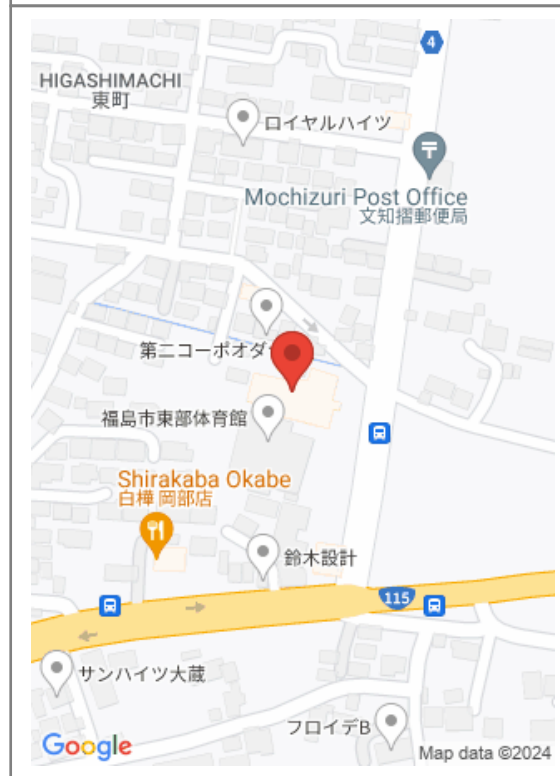 4
HIGASHIMACHI
東町
ロイヤルハイツ
Mochizuri Post Office
文知摺郵便局
第二コーポオダ
福島市東部体育館
Shirakaba Okabe
白樺 岡部店
鈴木設計
115
サンハイツ大蔵
フロイデB
Google
Map data ©2024